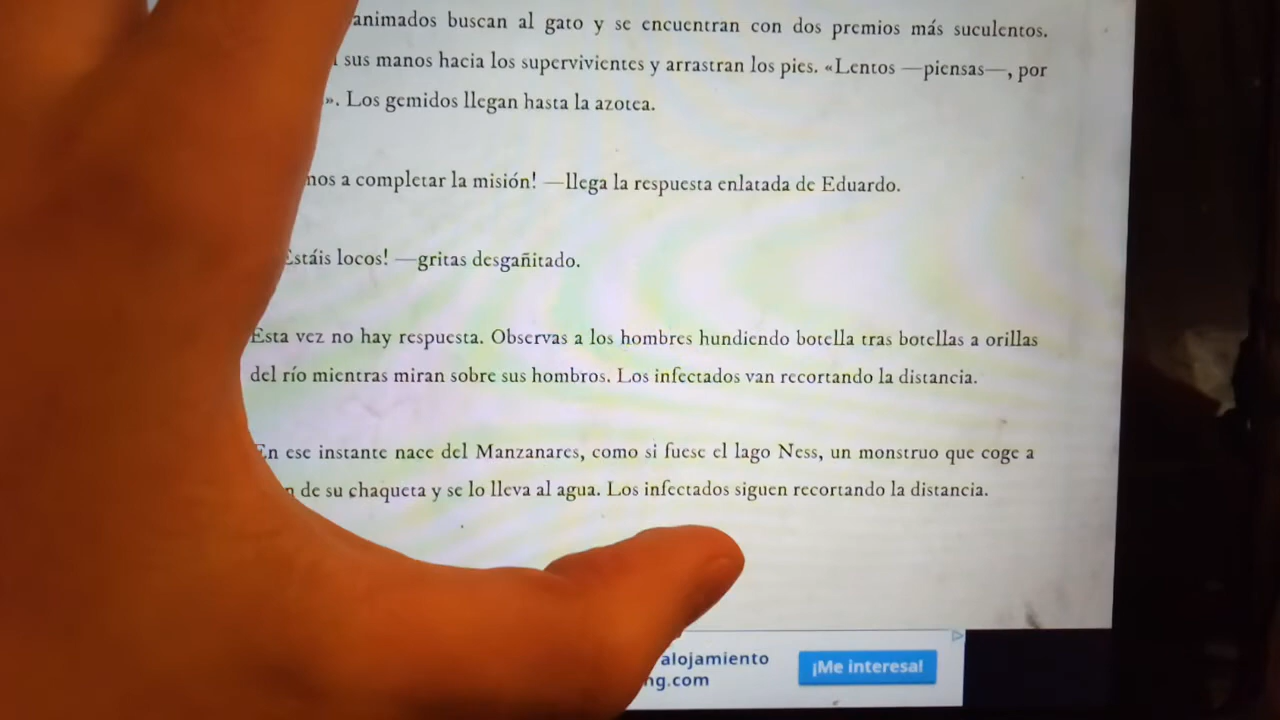 animados buscan al gato y se encuentran con dos premios más suculentos.
sus manos hacia los supervivientes y arrastran los pies. «Lentos —piensas—, por
». Los gemidos llegan hasta la azotea.
a completar la misión! —llega la respuesta enlatada de Eduardo.
Estáis locos! —gritas desgañitado.
Esta vez no hay respuesta. Observas a los hombres hundiendo botella tras botellas a orillas
del río mientras miran sobre sus hombros. Los infectados van recortando la distancia.
En ese instante nace del Manzanares, como si fuese el lago Ness, un monstruo que coge a
de su chaqueta y se lo lleva al agua. Los infectados siguen recortando la distancia.
alojamiento
ng.com
¡Me interesa!